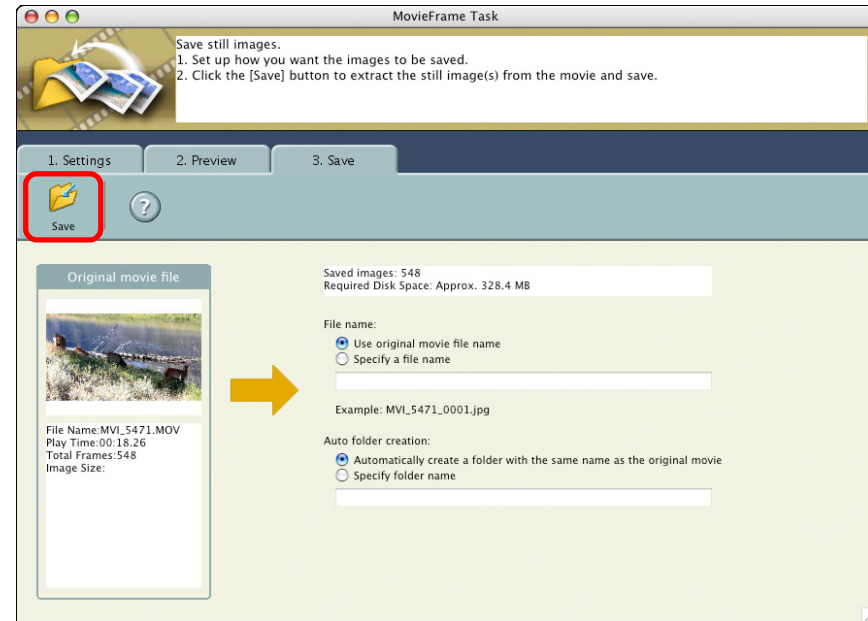 MovieFrame Task
Save still images.
1. Set up how you want the images to be saved.
2. Click the [Save] button to extract the still image(s) from the movie and save.
1. Settings
2. Preview
3. Save
?
Save
Original movie file
File Name:MVI_5471.MOV
Play Time:00:18.26
Total Frames:548
Image Size:
Saved images: 548
Required Disk Space: Approx. 328.4 MB
File name:
Use original movie file name
Specify a file name
Example: MVI_5471_0001.jpg
Auto folder creation:
Automatically create a folder with the same name as the original movie
Specify folder name